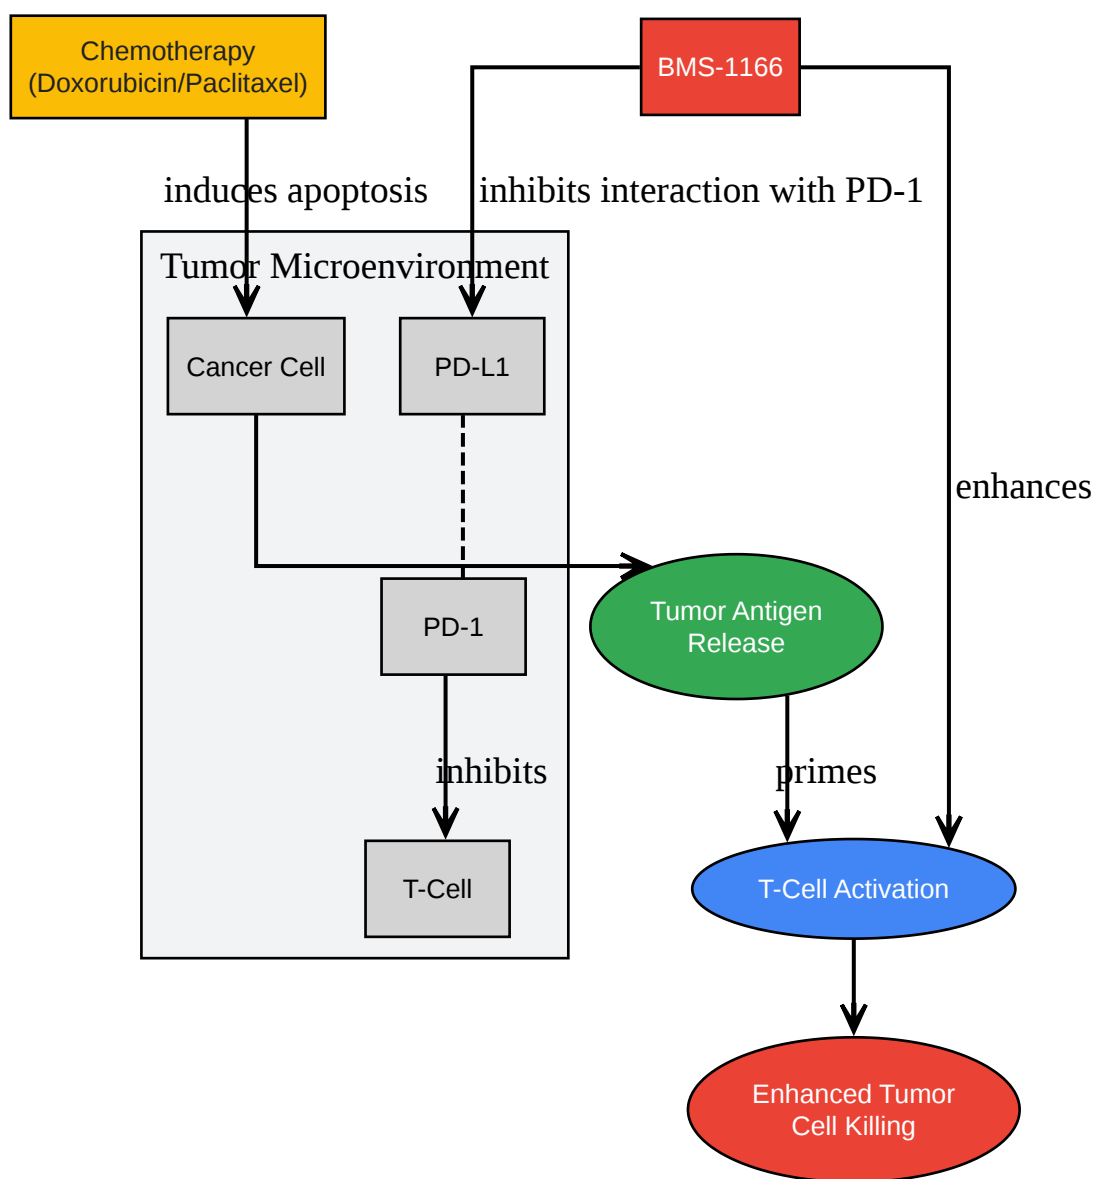 Chemotherapy
(Doxorubicin/Paclitaxel)
BMS-1166
induces apoptosis
inhibits interaction with PD-1
Tumor Microenvironment
Cancer Cell
PD-L1
enhances
Tumor Antigen
Release
PD-1
inhibits
primes
T-Cell
T-Cell Activation
Enhanced Tumor
Cell Killing